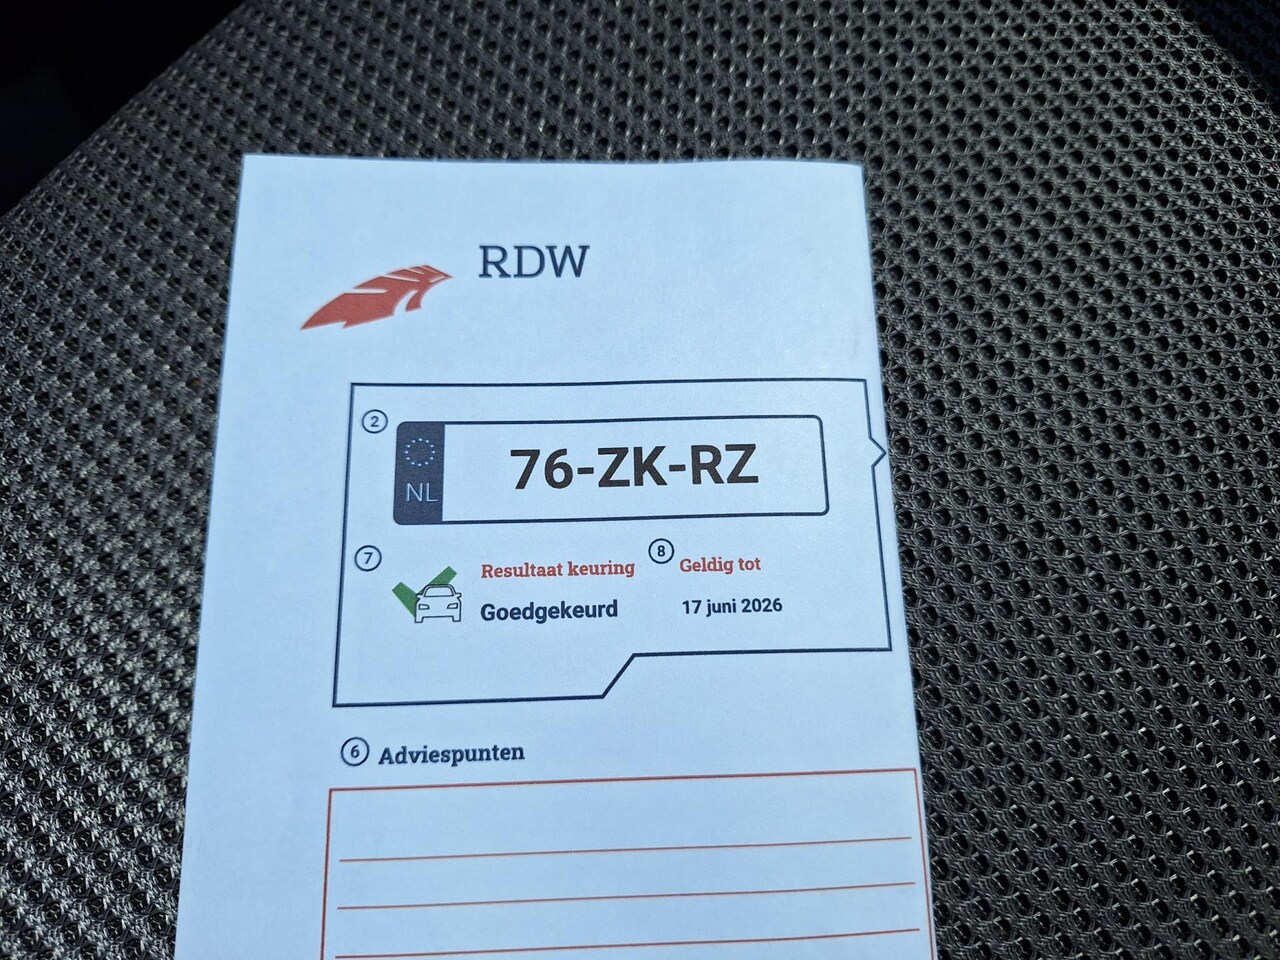 RDW
2
NL
76-ZK-RZ
7
Resultaat keuring
Goedgekeurd
8
Geldig tot
17 juni 2026
6 Adviespunten